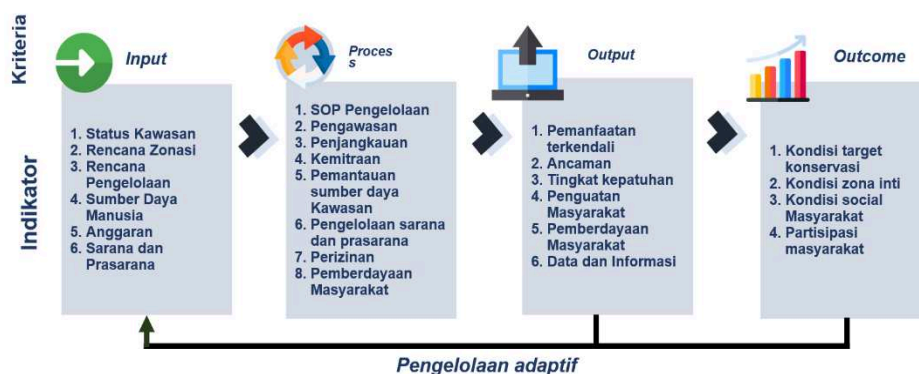 Kriteria
Input
Proces
s
Output
Outcome
Indikator
1. Status Kawasan
2. Rencana Zonasi
3. Rencana
Pengelolaan
4. Sumber Daya
Manusia
5. Anggaran
6. Sarana dan
Prasarana
1. SOP Pengelolaan
2. Pengawasan
3. Penjangkauan
4. Kemitraan
5. Pemantauan
sumber daya
Kawasan
6. Pengelolaan sarana
dan prasarana
7. Perizinan
8. Pemberdayaan
Masyarakat
1. Pemanfaatan
terkendali
2. Ancaman
3. Tingkat kepatuhan
4. Penguatan
Masyarakat
5. Pemberdayaan
Masyarakat
6. Data dan Informasi
1. Kondisi target
konservasi
2. Kondisi zona inti
3. Kondisi social
Masyarakat
4. Partisipasi
masyarakat
Pengelolaan adaptif